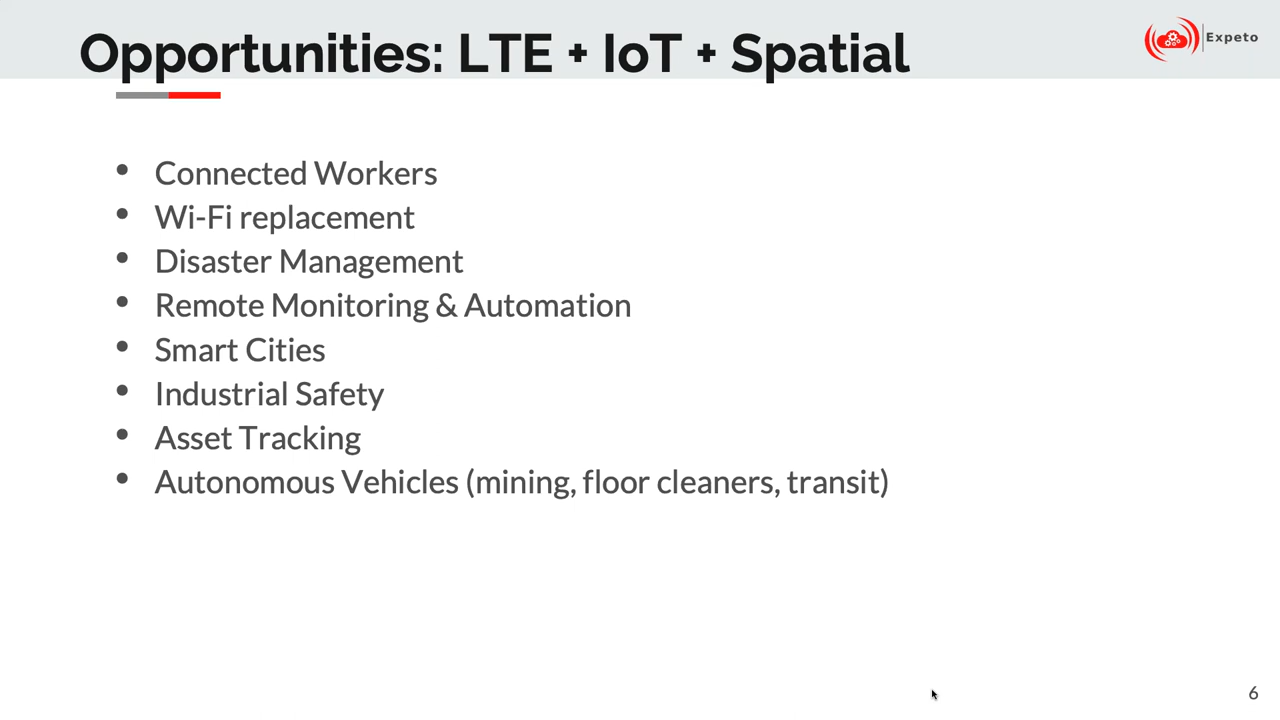 Opportunities: LTE + IoT + Spatial
Expeto
• Connected Workers
• Wi-Fi replacement
• Disaster Management
• Remote Monitoring & Automation
• Smart Cities
• Industrial Safety
• Asset Tracking
• Autonomous Vehicles (mining, floor cleaners, transit)
6